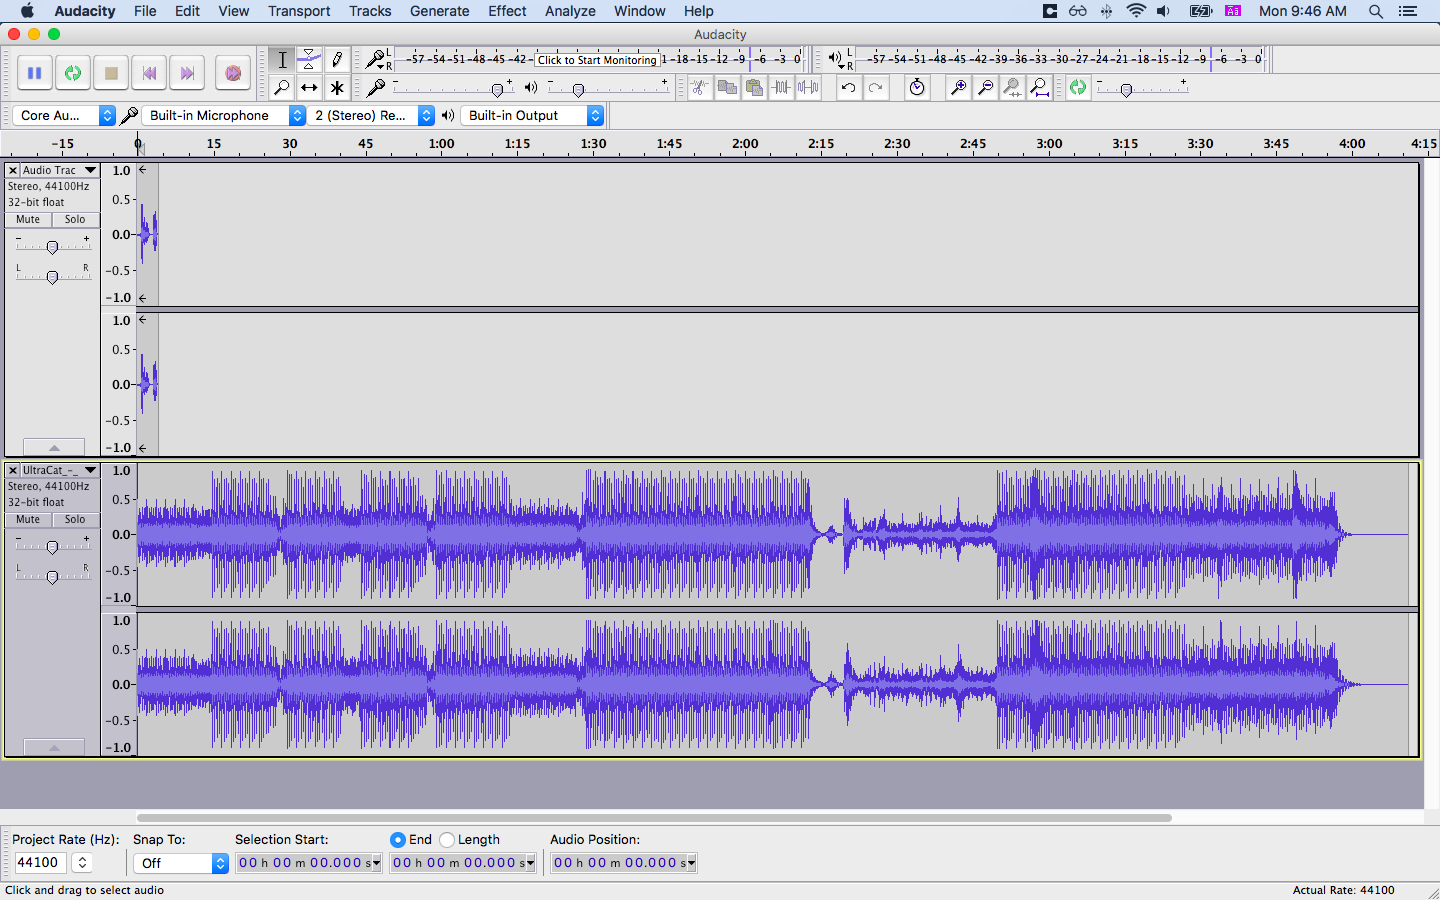 Audacity File Edit View Transport Tracks Generate Effect Analyze Window Help Mon 9:46 AM
Audacity
L R -57 -54 -51 -48 -45 -42 Click to Start Monitoring 1 -18 -15 -12 -9 -6 -3 0 L R -57 -54 -51 -48 -45 -42 -39 -36 -33 -30 -27 -24 -21 -18 -15 -12 -9 -6 -3 0
- + - + - +
Core Au... Built-in Microphone 2 (Stereo) Re... Built-in Output
-15 0 15 30 45 1:00 1:15 1:30 1:45 2:00 2:15 2:30 2:45 3:00 3:15 3:30 3:45 4:00 4:15
Audio Trac 1.0
Stereo, 44100Hz
32-bit float 0.5
Mute Solo
- + 0.0
L R -0.5
-1.0
1.0
0.5
0.0
-0.5
-1.0
UltraCat_-_ 1.0
Stereo, 44100Hz
32-bit float 0.5
Mute Solo
- + 0.0
L R -0.5
-1.0
1.0
0.5
0.0
-0.5
-1.0
Project Rate (Hz): Snap To: Selection Start: End Length Audio Position:
44100 Off 00 h 00 m 00.000 s 00 h 00 m 00.000 s 00 h 00 m 00.000 s
Click and drag to select audio Actual Rate: 44100